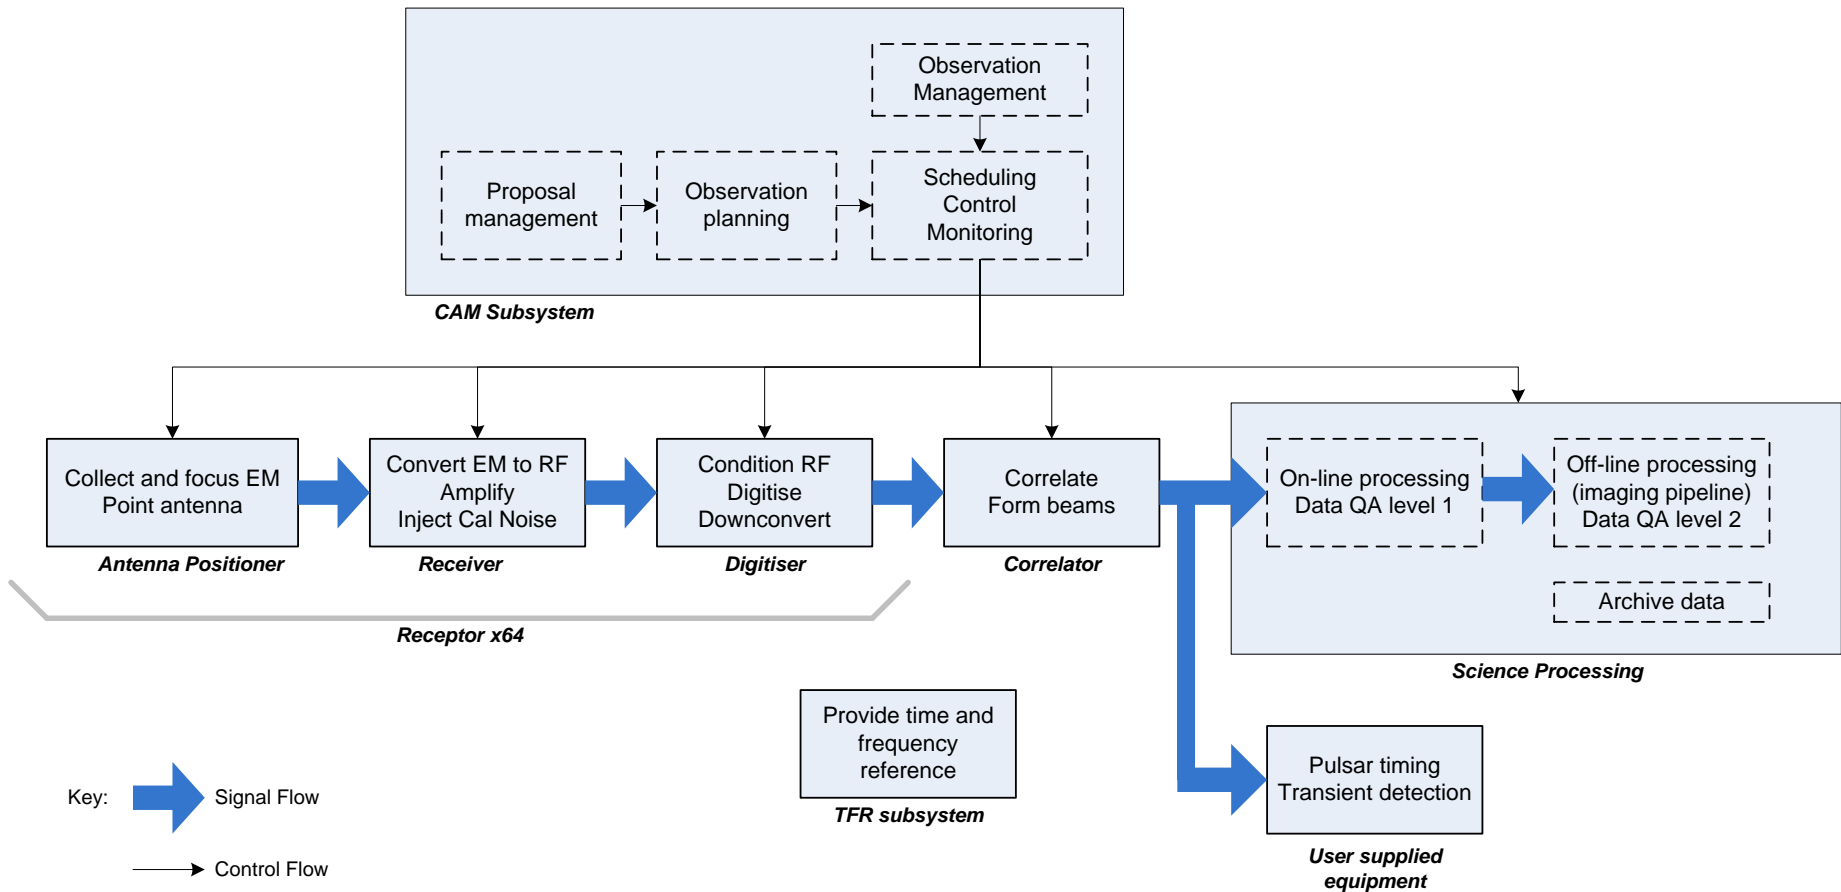 Observation
Management
Proposal
management
Observation
planning
Scheduling
Control
Monitoring
CAM Subsystem
Collect and focus EM
Point antenna
Antenna Positioner
Convert EM to RF
Amplify
Inject Cal Noise
Receiver
Condition RF
Digitise
Downconvert
Digitiser
Correlate
Form beams
Correlator
On-line processing
Data QA level 1
Off-line processing
(imaging pipeline)
Data QA level 2
Archive data
Science Processing
Receptor x64
Provide time and
frequency
reference
TFR subsystem
Pulsar timing
Transient detection
User supplied
equipment
Key:
Signal Flow
Control Flow